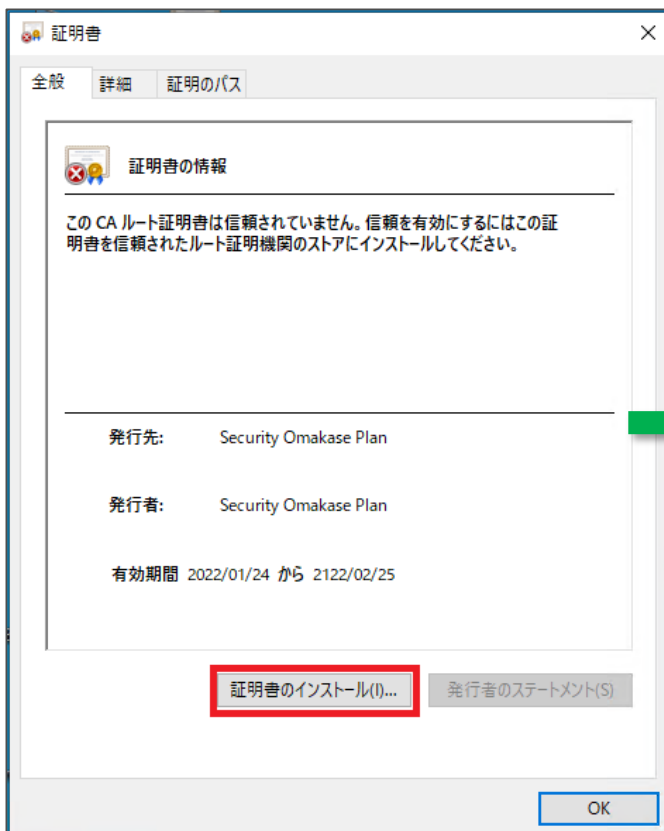 証明書
全般 詳細 証明のパス
証明書の情報
この CA ルート証明書は信頼されていません。信頼を有効にするにはこの証
明書を信頼されたルート証明機関のストアにインストールしてください。
発行先: Security Omakase Plan
発行者: Security Omakase Plan
有効期間 2022/01/24 から 2122/02/25
証明書のインストール(I)... 発行者のステートメント(S)
OK